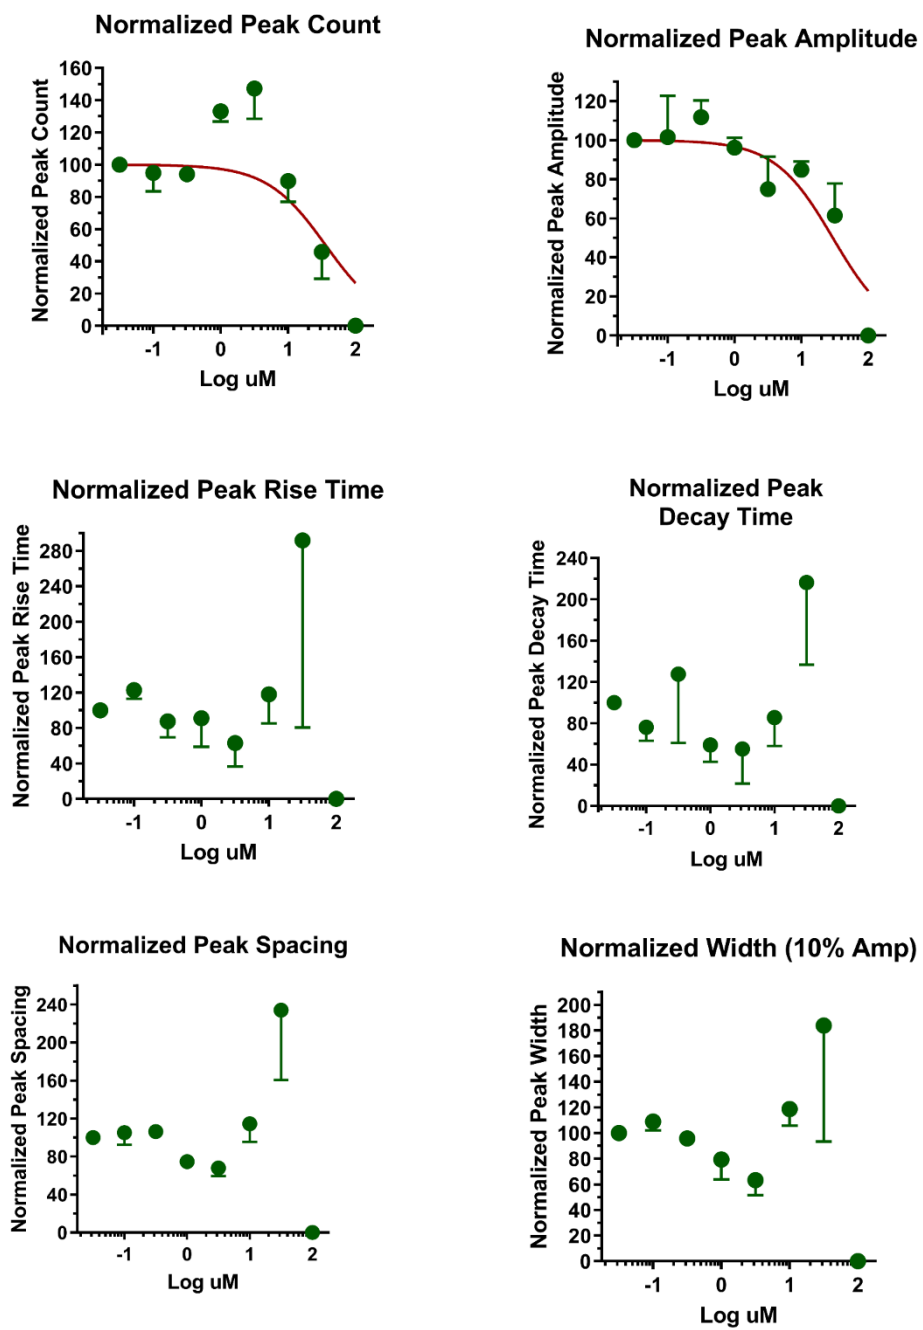 Normalized Peak Count
Normalized Peak Count
160
140
120
100
80
60
40
20
0
-1 0 1 2
Log uM
Normalized Peak Amplitude
Normalized Peak Amplitude
120
100
80
60
40
20
0
-1 0 1 2
Log uM
Normalized Peak Rise Time
Normalized Peak Rise Time
280
240
200
160
120
80
40
0
-1 0 1 2
Log uM
Normalized Peak
Decay Time
Normalized Peak Decay Time
240
200
160
120
80
40
0
-1 0 1 2
Log uM
Normalized Peak Spacing
Normalized Peak Spacing
240
200
160
120
80
40
0
-1 0 1 2
Log uM
Normalized Width (10% Amp)
Normalized Peak Width
200
180
160
140
120
100
80
60
40
20
0
-1 0 1 2
Log uM